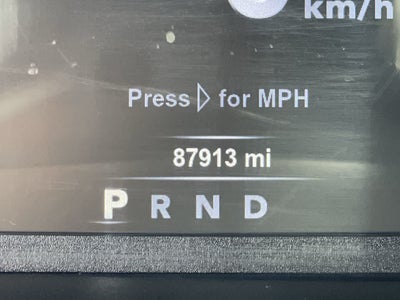 km/h
Press ▷ for MPH
87913 mi
P R N D